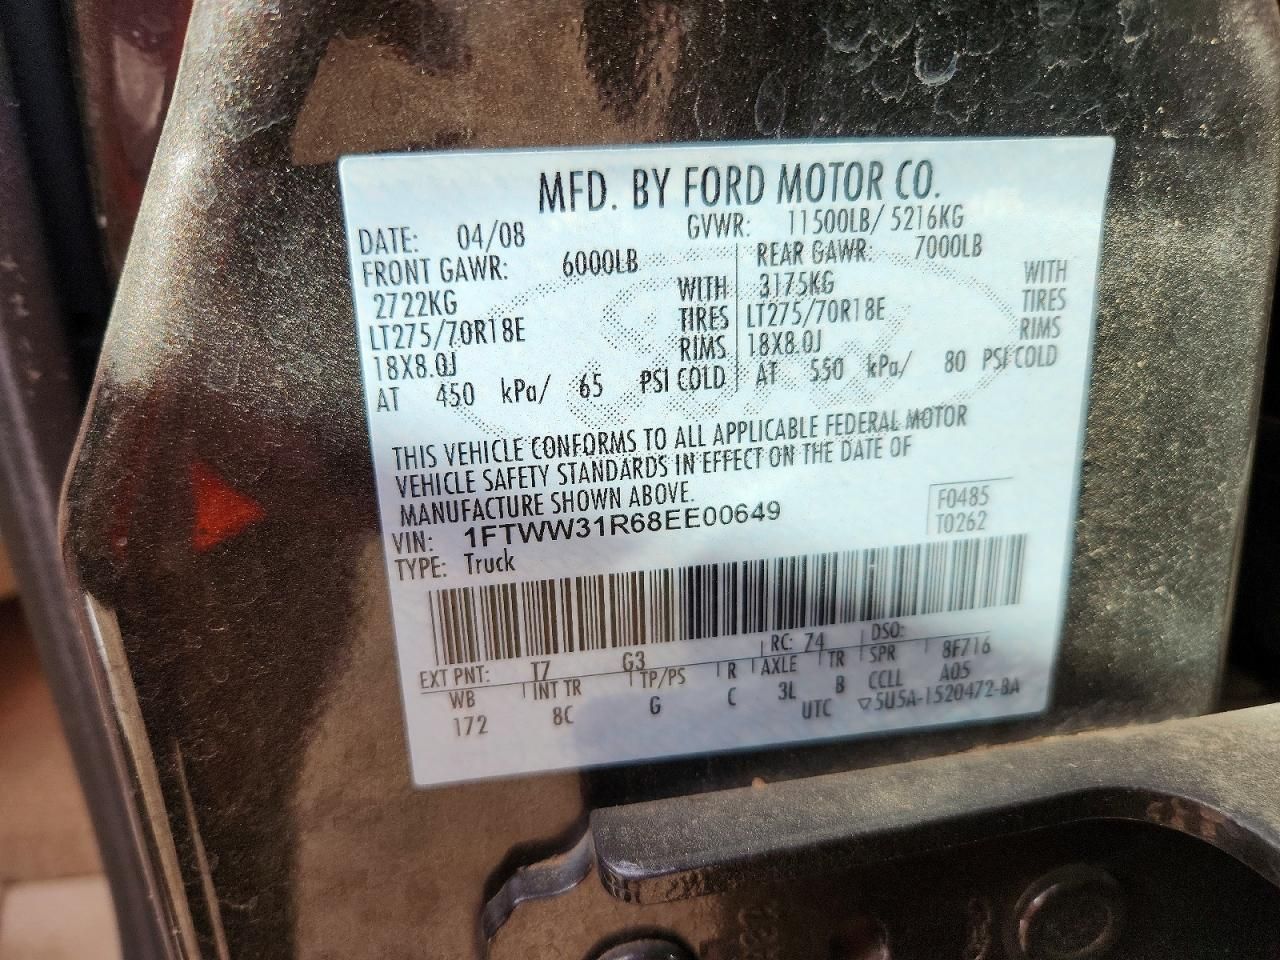 MFD. BY FORD MOTOR CO.
DATE: 04/08 GVWR: 11500LB/ 5216KG
FRONT GAWR: 6000LB REAR GAWR: 7000LB
2722KG WITH 3175KG WITH
LT275/70R18E TIRES LT275/70R18E TIRES
18X8.0J RIMS 18X8.0J RIMS
AT 450 kPa/ 65 PSI COLD AT 550 kPa/ 80 PSI COLD
THIS VEHICLE CONFORMS TO ALL APPLICABLE FEDERAL MOTOR
VEHICLE SAFETY STANDARDS IN EFFECT ON THE DATE OF
MANUFACTURE SHOWN ABOVE.
VIN: 1FTWW31R68EE00649
F0485
T0262
TYPE: Truck
EXT PNT: T7 G3 RC: 74 DSO:
WB INT TR TP/PS R AXLE TR SPR 8F716
172 8C G C 3L B CCLL A05
UTC ▽5U5A-1520472-BA